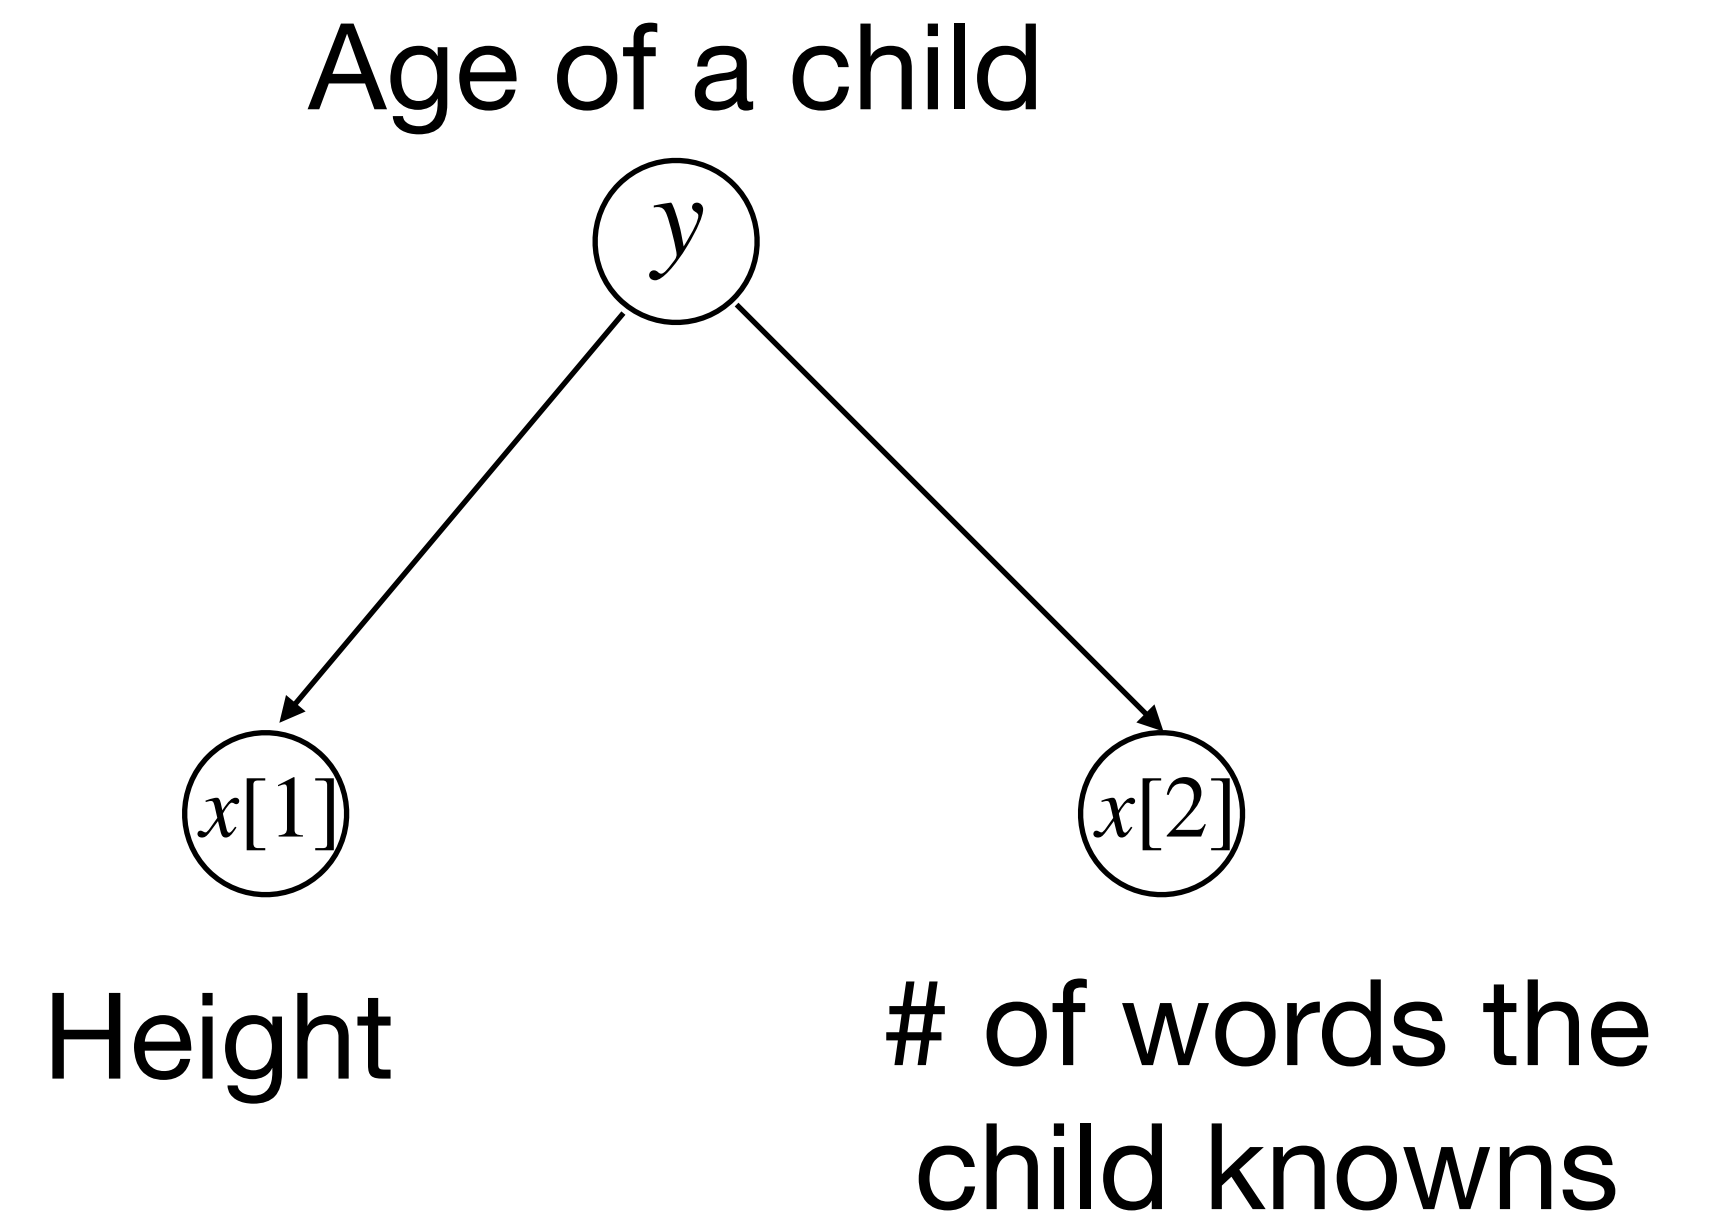 Age of a child
y
x[1]
x[2]
Height
# of words the
child knowns